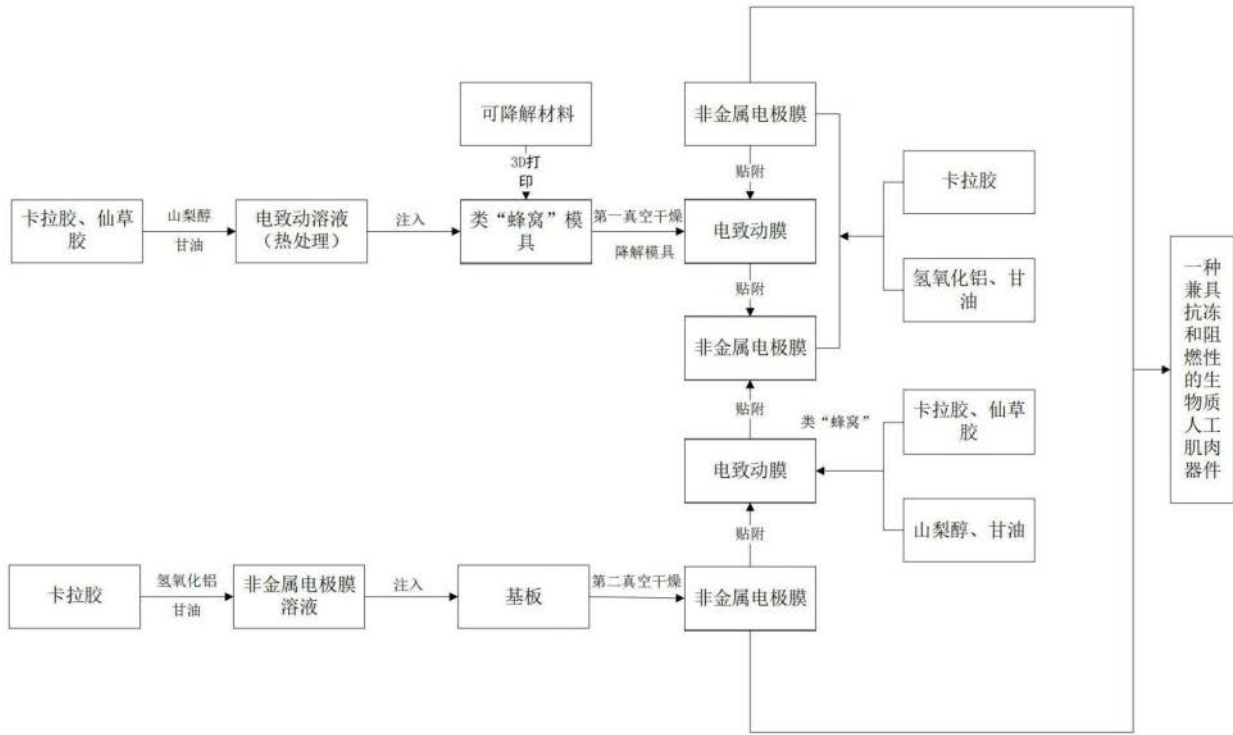 可降解材料
3D打
印
卡拉胶、仙草
胶
山梨醇
甘油
电致动溶液
（热处理）
注入
类“蜂窝”模
具
第一真空干燥
降解模具
非金属电极膜
贴附
电致动膜
贴附
非金属电极膜
贴附
电致动膜
贴附
非金属电极膜
卡拉胶
氢氧化铝、甘
油
类“蜂窝”
卡拉胶、仙草
胶
山梨醇、甘油
卡拉胶
氢氧化铝
甘油
非金属电极膜
溶液
注入
基板
第二真空干燥
一种
兼具
抗冻
和阻
燃性
的生
物质
人工
肌肉
器件